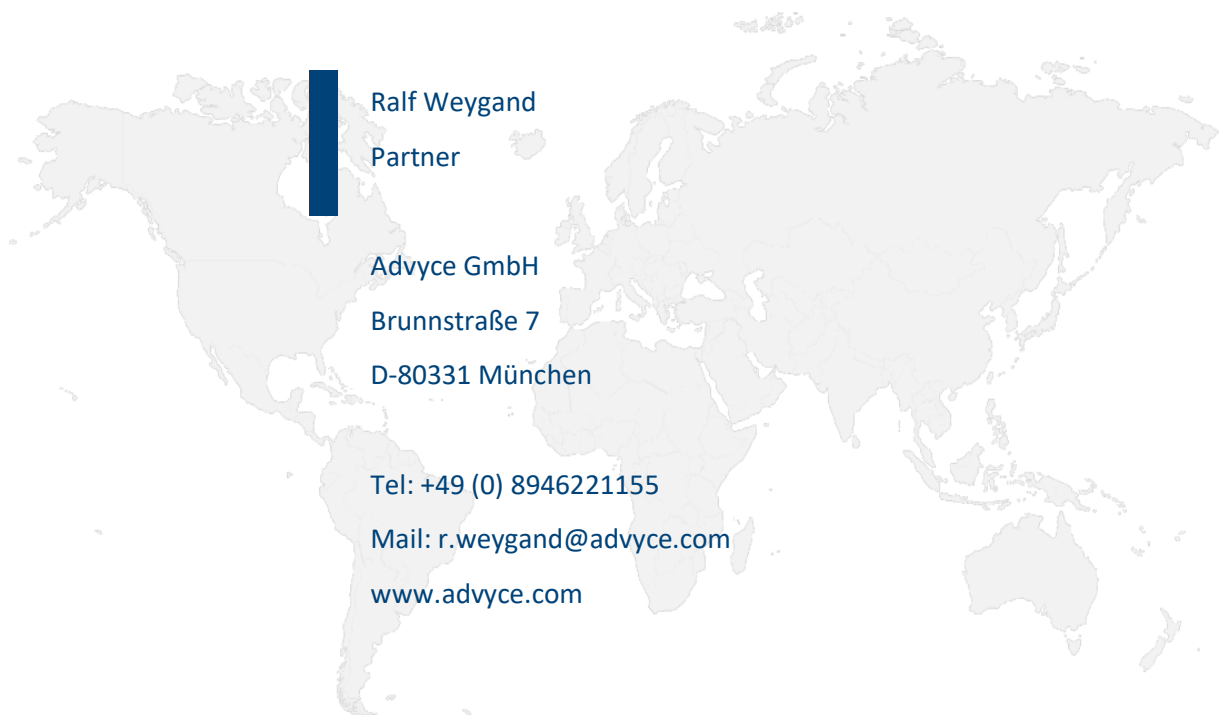 Ralf Weygand
Partner
Advyce GmbH
Brunnstraße 7
D-80331 München
Tel: +49 (0) 8946221155
Mail: r.weygand@advyce.com
www.advyce.com